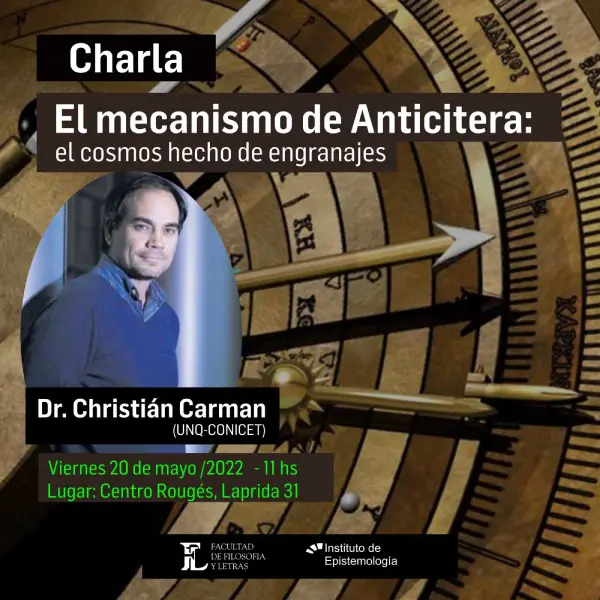 Charla
El mecanismo de Anticitera:
el cosmos hecho de engranajes
Dr. Christián Carman
(UNQ-CONICET)
Viernes 20 de mayo /2022 - 11 hs
Lugar: Centro Rougés, Laprida 31
FACULTAD
DE FILOSOFIA
Y LETRAS
Instituto de
Epistemología